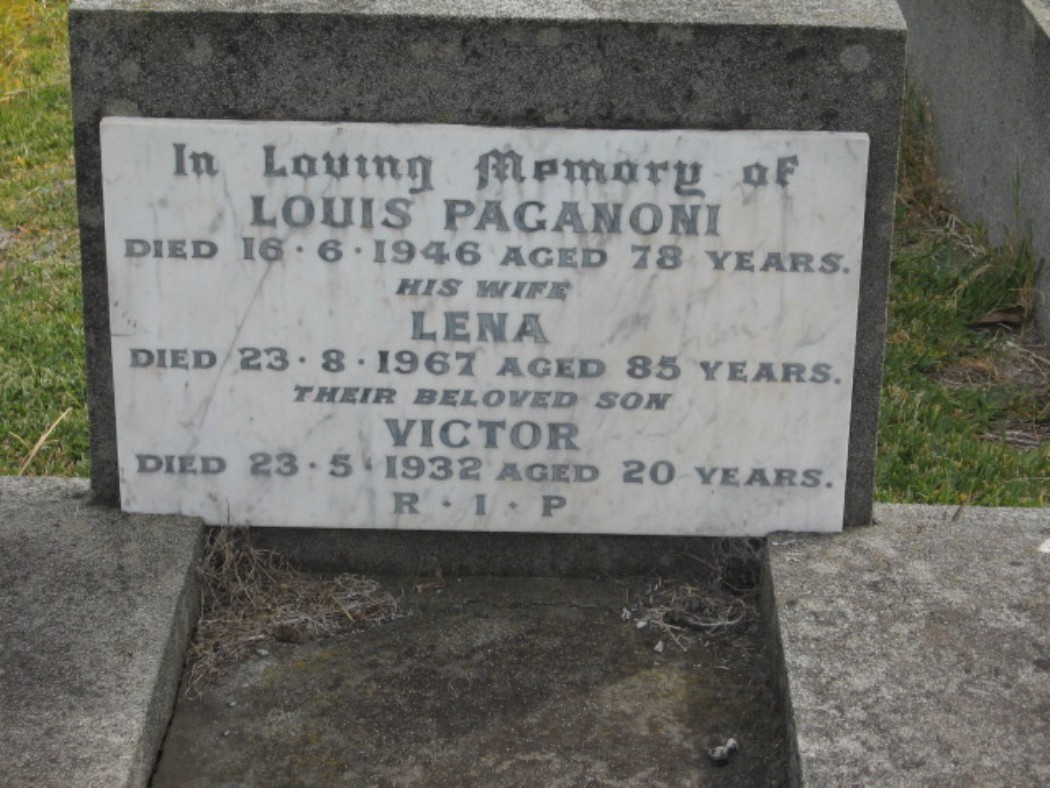 In Loving Memory of
LOUIS PAGANONI
DIED 16·6·1946 AGED 78 YEARS.
HIS WIFE
LENA
DIED 23·8·1967 AGED 85 YEARS.
THEIR BELOVED SON
VICTOR
DIED 23·5·1932 AGED 20 YEARS.
R·I·P